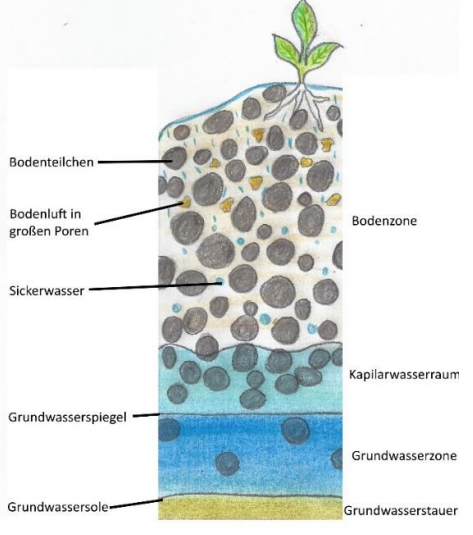 Bodenteilchen
Bodenluft in
großen Poren
Sickerwasser
Grundwasserspiegel
Grundwassersole
Bodenzone
Kapilarwasserraum
Grundwasserzone
Grundwasserstauer